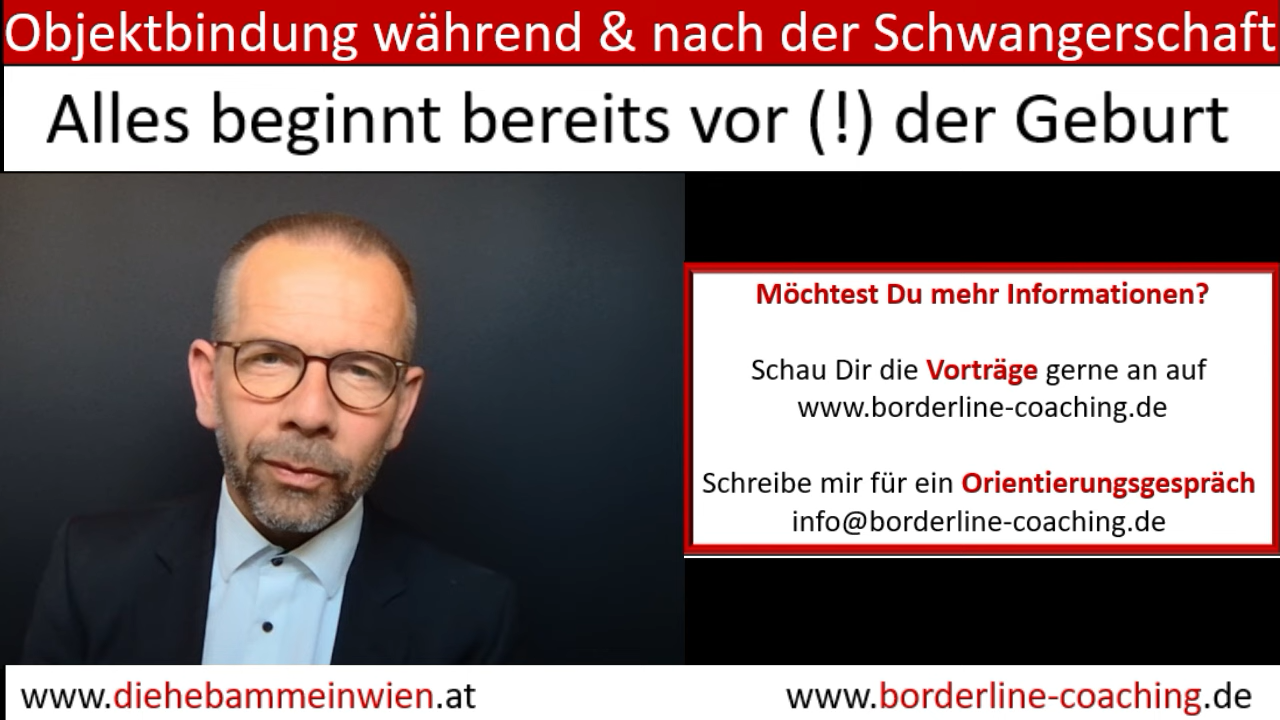 Objektbindung während & nach der Schwangerschaft
Alles beginnt bereits vor (!) der Geburt
Möchtest Du mehr Informationen?
Schau Dir die Vorträge gerne an auf
www.borderline-coaching.de
Schreibe mir für ein Orientierungsgespräch
info@borderline-coaching.de
www.diehebammeinwien.at
www.borderline-coaching.de